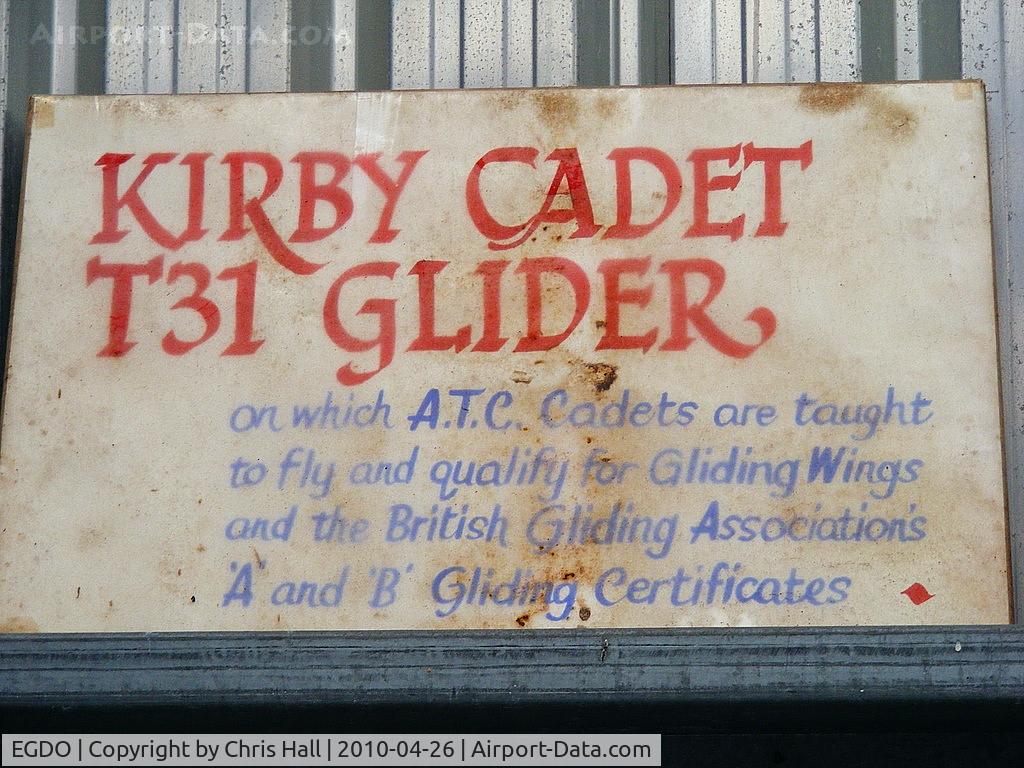 AIRPORT-DATA.COM
KIRBY CADET
T31 GLIDER
on which A.T.C. Cadets are taught
to fly and qualify for Gliding Wings
and the British Gliding Association's
'A' and 'B' Gliding Certificates
EGDO | Copyright by Chris Hall | 2010-04-26 | Airport-Data.com